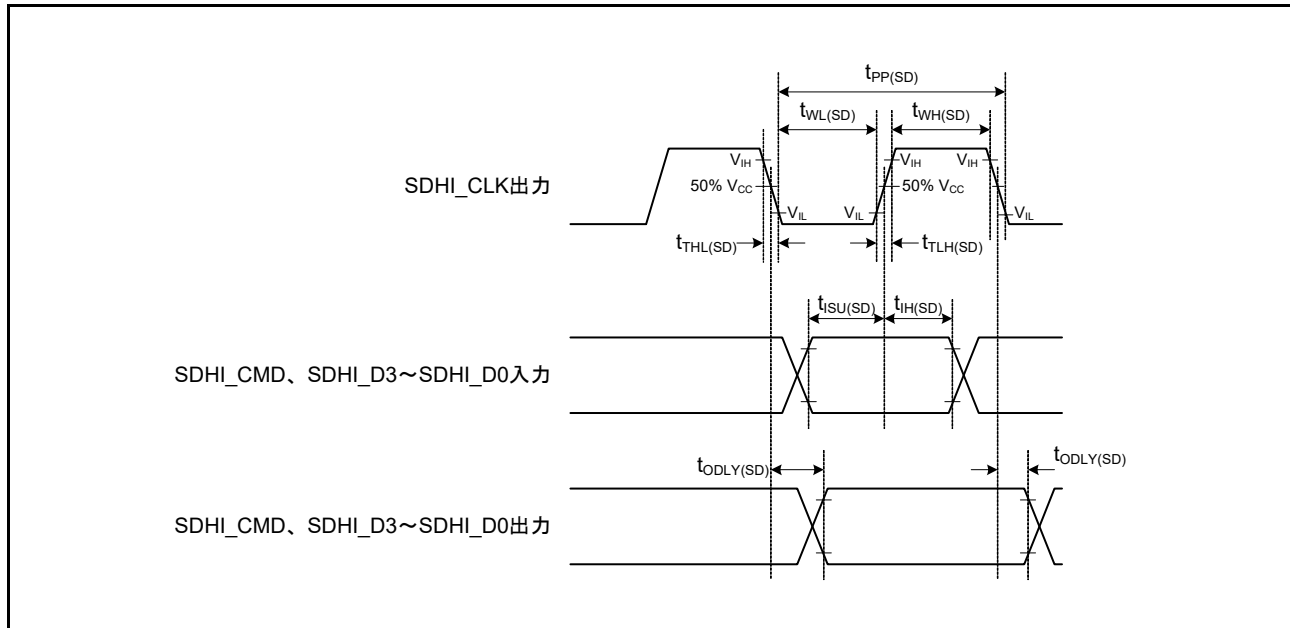 tPP(SD)
tWL(SD) tWH(SD)
VIH VIH VIH
SDHI_CLK出力 50% VCC 50% VCC
VIL VIL VIL
tTHL(SD) tTLH(SD)
tISU(SD) tIH(SD)
SDHI_CMD、SDHI_D3～SDHI_D0入力
tODLY(SD) tODLY(SD)
SDHI_CMD、SDHI_D3～SDHI_D0出力